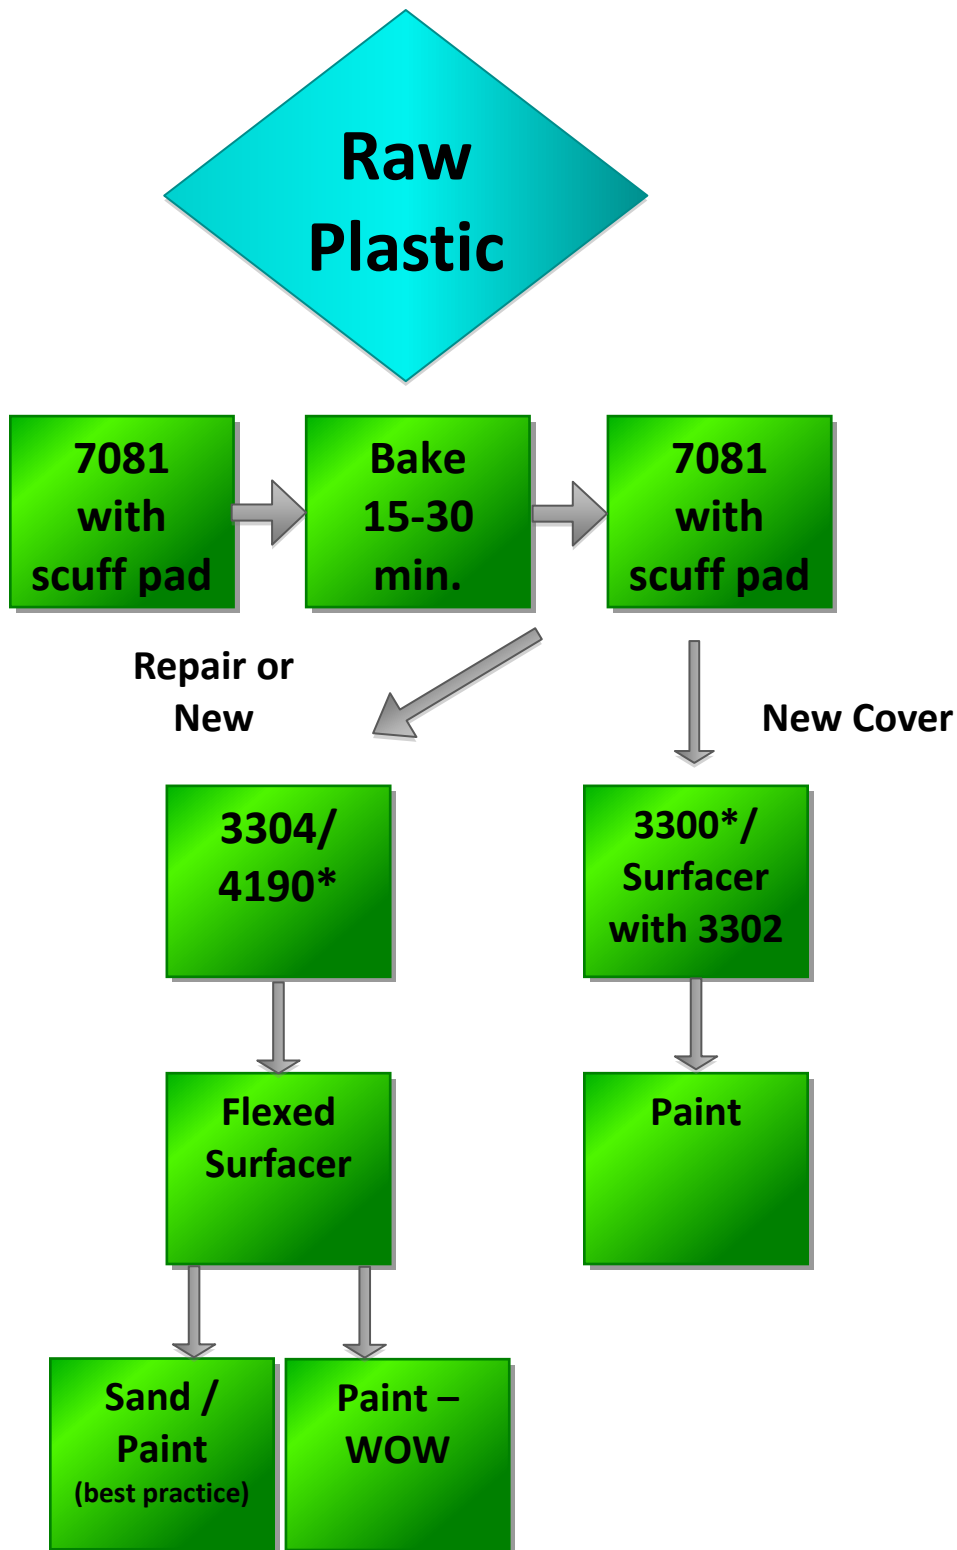 Raw
Plastic
7081
with
scuff pad
Bake
15-30
min.
7081
with
scuff pad
Repair or
New
New Cover
3304/
4190*
3300*/
Surfacer
with 3302
Flexed
Surfacer
Paint
Sand /
Paint
(best practice)
Paint –
WOW